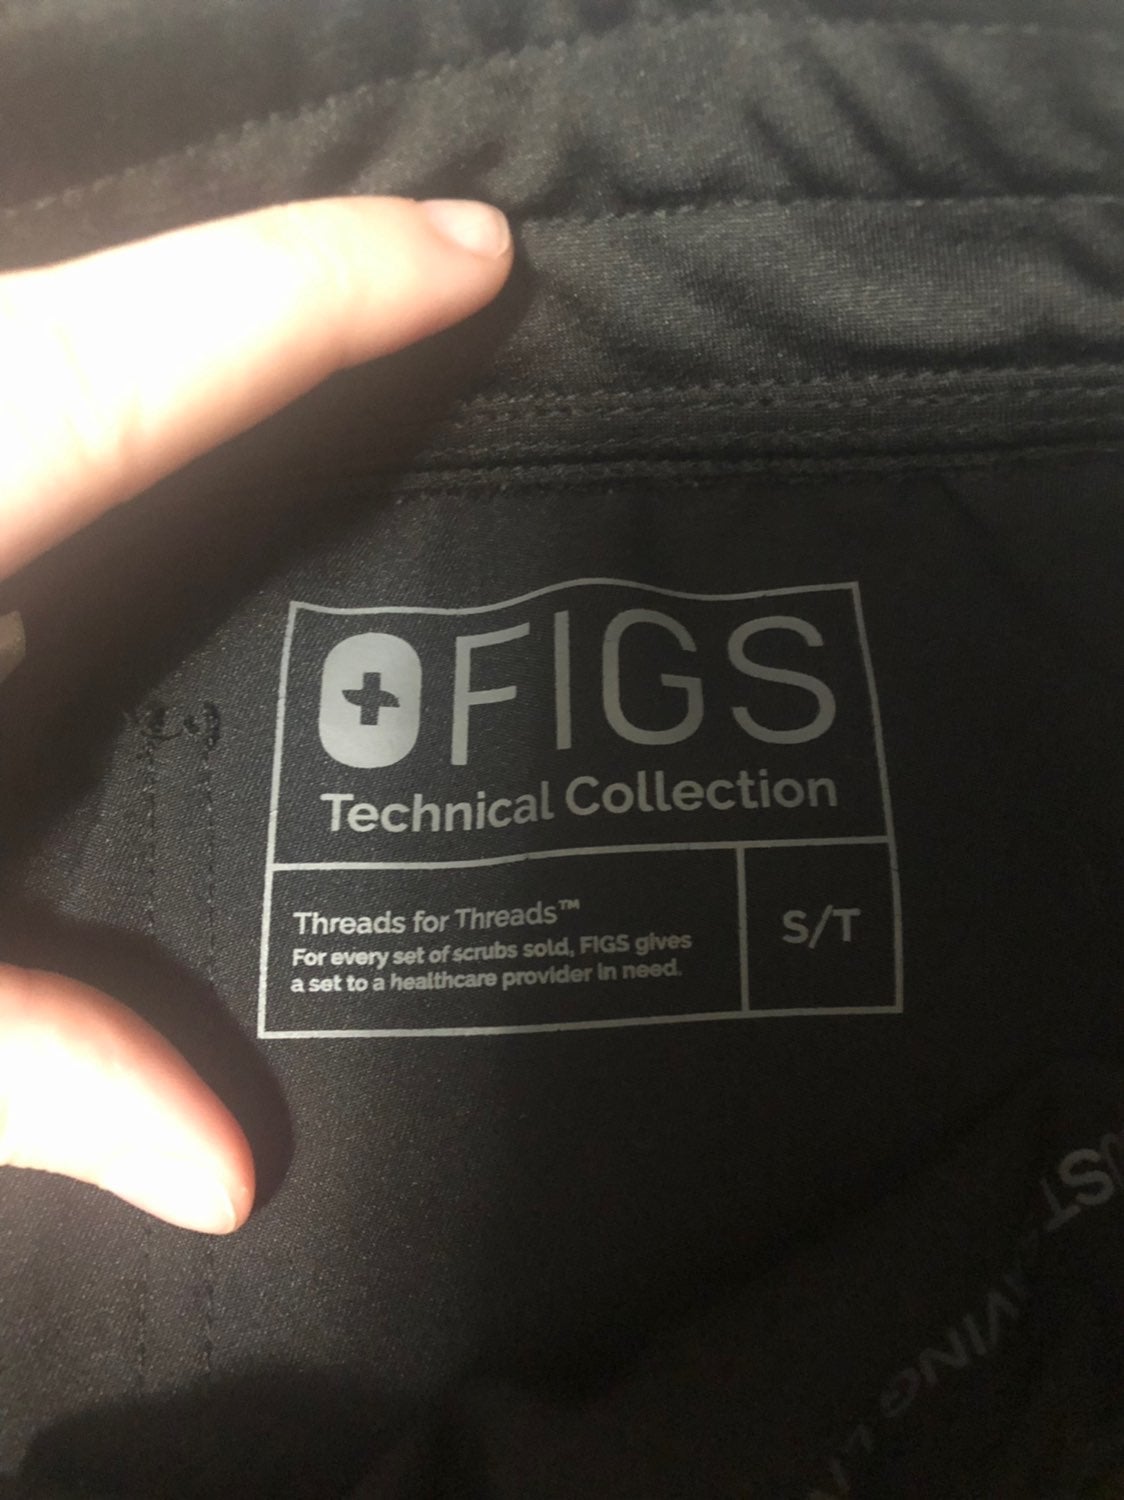 FIGS
Technical Collection
Threads for Threads™
For every set of scrubs sold, FIGS gives
a set to a healthcare provider in need.
S/T